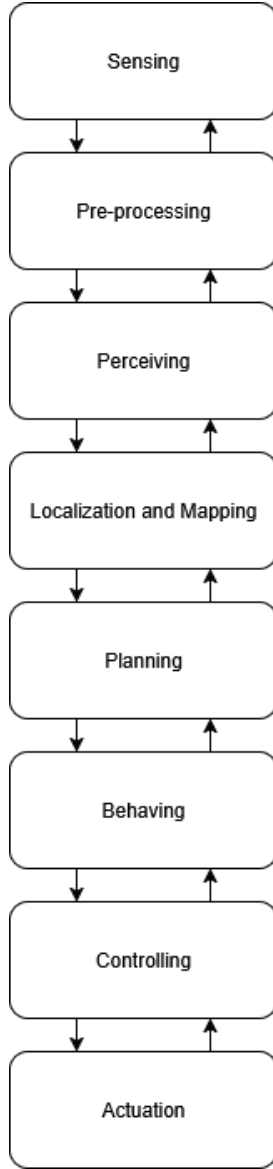 Sensing
Pre-processing
Perceiving
Localization and Mapping
Planning
Behaving
Controlling
Actuation